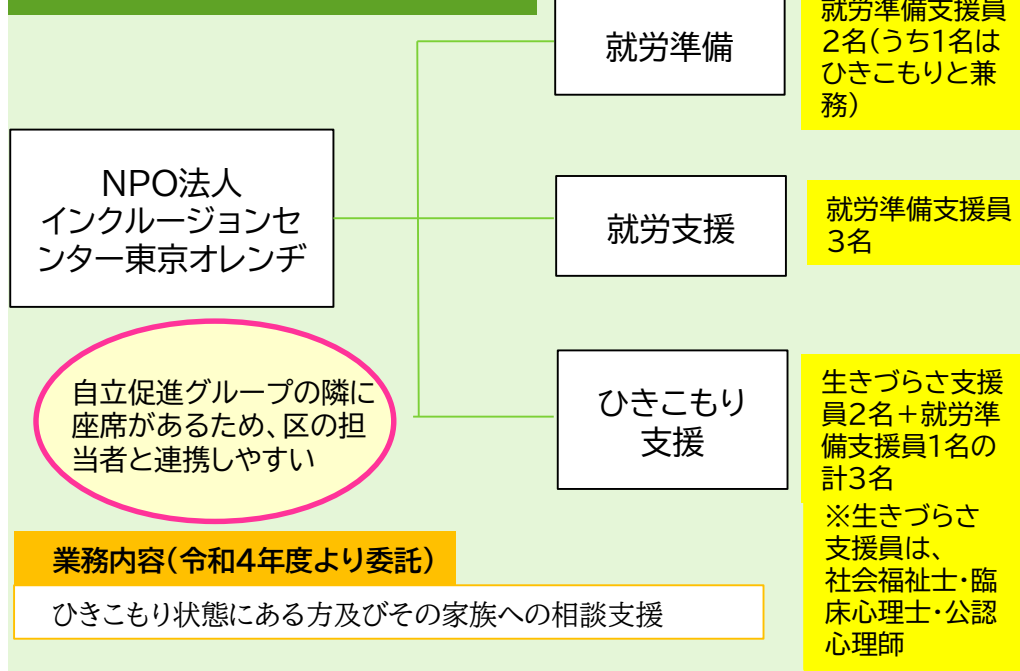 就労準備
就労準備支援員
2名(うち1名は
ひきこもりと兼
務)
NPO法人
インクルージョンセ
ンター東京オレンヂ
就労支援
就労準備支援員
3名
自立促進グループの隣に
座席があるため、区の担
当者と連携しやすい
ひきこもり
支援
生きづらさ支援
員2名+就労準
備支援員1名の
計3名
※生きづらさ
支援員は、
社会福祉士・臨
床心理士・公認
心理師
業務内容(令和4年度より委託)
ひきこもり状態にある方及びその家族への相談支援